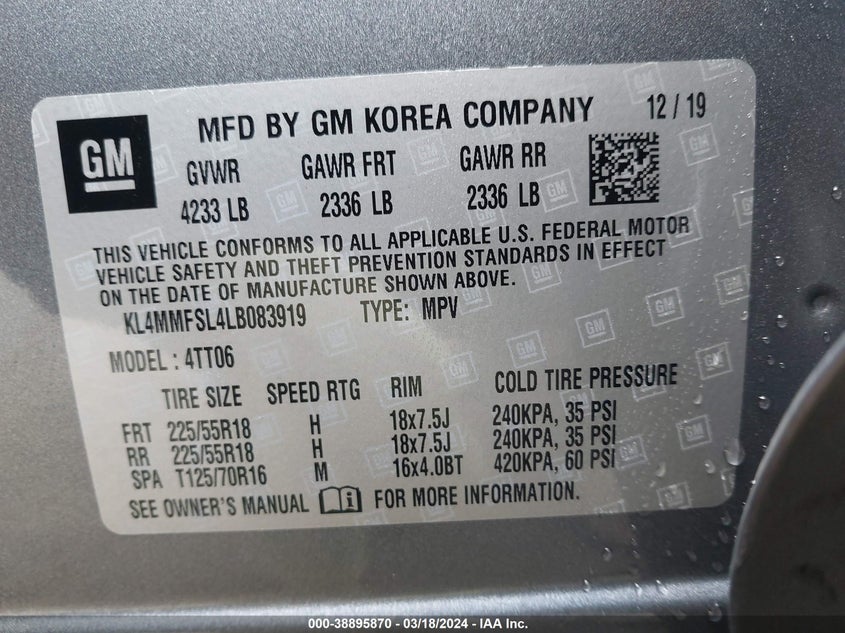 MFD BY GM KOREA COMPANY 12 / 19
GM
GVWR GAWR FRT GAWR RR
4233 LB 2336 LB 2336 LB
THIS VEHICLE CONFORMS TO ALL APPLICABLE U.S. FEDERAL MOTOR
VEHICLE SAFETY AND THEFT PREVENTION STANDARDS IN EFFECT
ON THE DATE OF MANUFACTURE SHOWN ABOVE.
KL4MMFSL4LB083919 TYPE: MPV
MODEL : 4TT06
TIRE SIZE SPEED RTG RIM COLD TIRE PRESSURE
FRT 225/55R18 H 18x7.5J 240KPA, 35 PSI
RR 225/55R18 H 18x7.5J 240KPA, 35 PSI
SPA T125/70R16 M 16x4.0BT 420KPA, 60 PSI
SEE OWNER'S MANUAL FOR MORE INFORMATION.
000-38895870 - 03/18/2024 - IAA Inc.